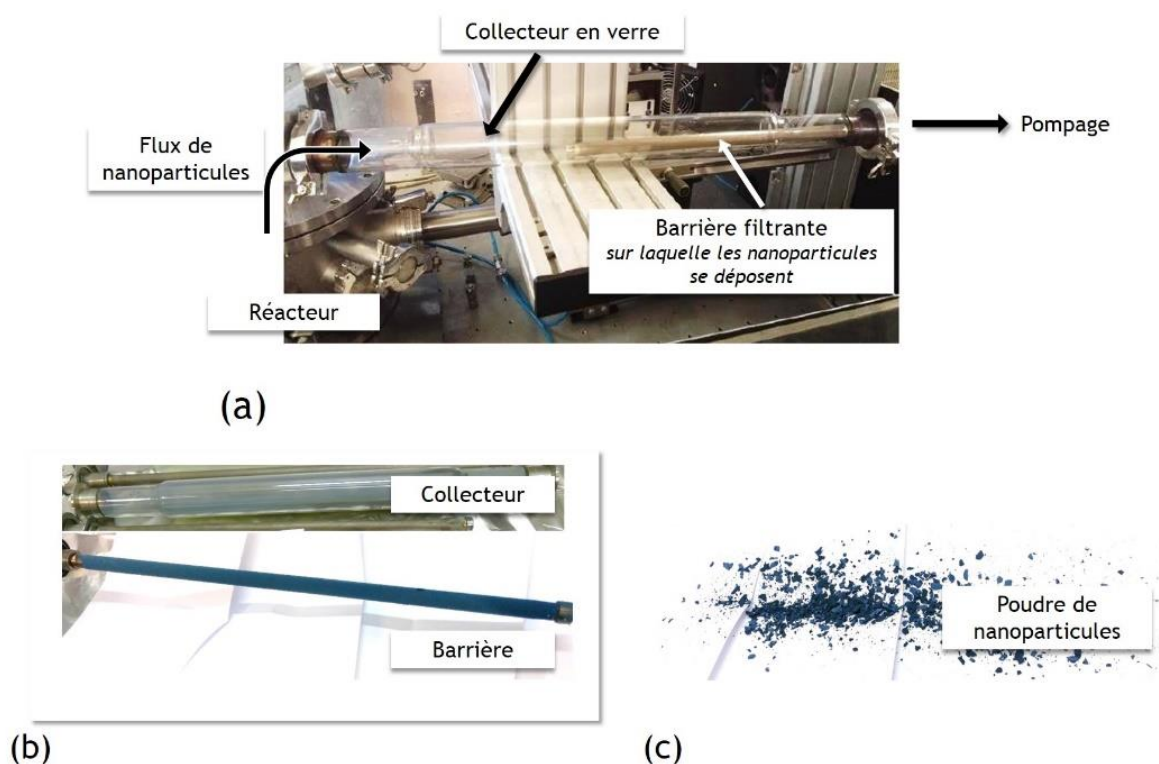 Collecteur en verre
Flux de
nanoparticules
Pompage
Barrière filtrante
sur laquelle les nanoparticules
se déposent
Réacteur
(a)
Collecteur
Barrière
Poudre de
nanoparticules
(b)
(c)